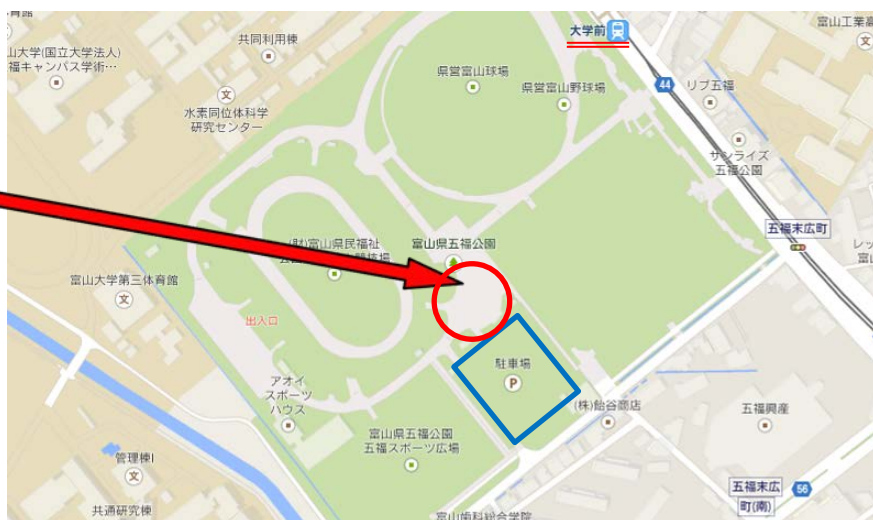 大学前
富山工業高
山大学(国立大学法人)
福キャンパス学術…
共同利用棟
県営富山球場
県営富山野球場
44
リブ五福
水素同位体科学
研究センター
サンライズ
五福公園
五福末広町
(財)富山県民福祉
富山県五福公園
富山大学第三体育館
出入口
駐車場
P
アオイ
スポーツ
ハウス
(株)飴谷商店
五福興産
富山県五福公園
五福スポーツ広場
管理棟I
五福末広
町(南)
56
共通研究棟
富山歯科総合学院